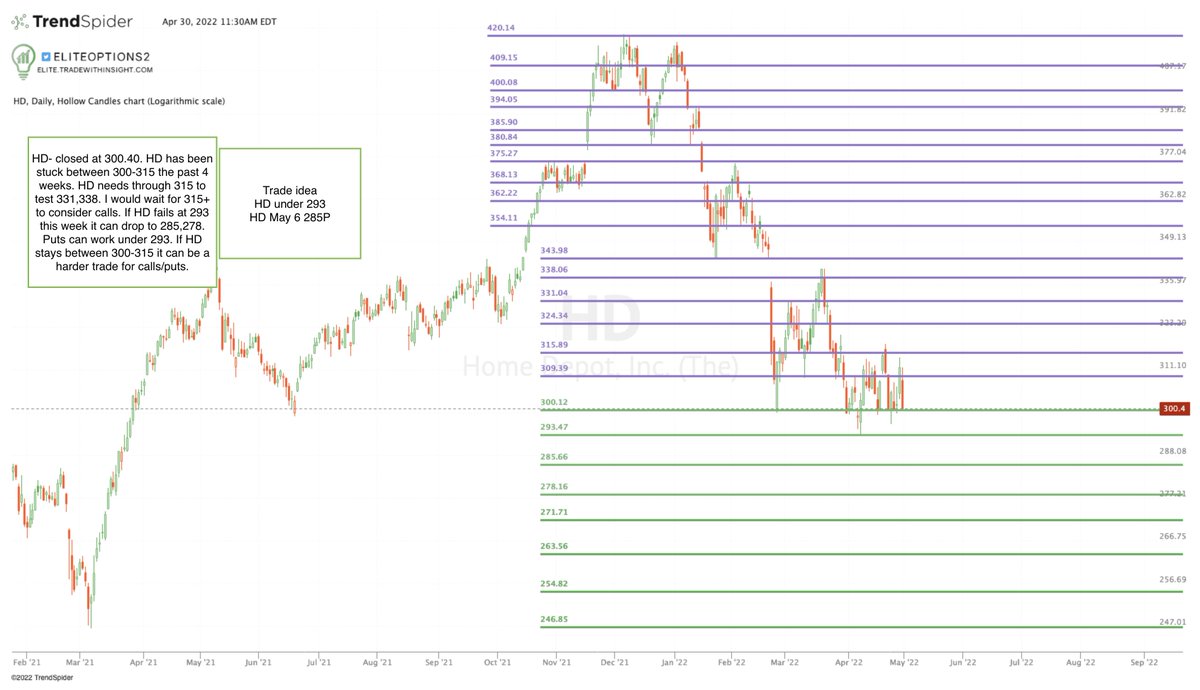 TrendSpider
Apr 30, 2022 11:30AM EDT
ELITEOPTIONS2
ELITE.TRADEWITHINSIGHT.COM
HD, Daily, Hollow Candles chart (Logarithmic scale)
HD- closed at 300.40. HD has been
stuck between 300-315 the past 4
weeks. HD needs through 315 to
test 331,338. I would wait for 315+
to consider calls. If HD fails at 293
this week it can drop to 285,278.
Puts can work under 293. If HD
stays between 300-315 it can be a
harder trade for calls/puts.
Trade idea
HD under 293
HD May 6 285P
HD
Home Depot, Inc. (The)
420.14
409.15
400.08
394.05
385.90
380.84
375.27
368.13
362.22
354.11
343.98
338.06
331.04
324.34
315.89
309.39
300.12
293.47
285.66
278.16
271.71
263.56
254.82
246.85
407.17
391.82
377.04
362.82
349.13
335.97
323.29
311.10
300.4
288.08
277.21
266.75
256.69
247.01
Feb '21 Mar '21 Apr '21 May '21 Jun '21 Jul '21 Aug '21 Sep '21 Oct '21 Nov '21 Dec '21 Jan '22 Feb '22 Mar '22 Apr '22 May '22 Jun '22 Jul '22 Aug '22 Sep '22
©2022 TrendSpider